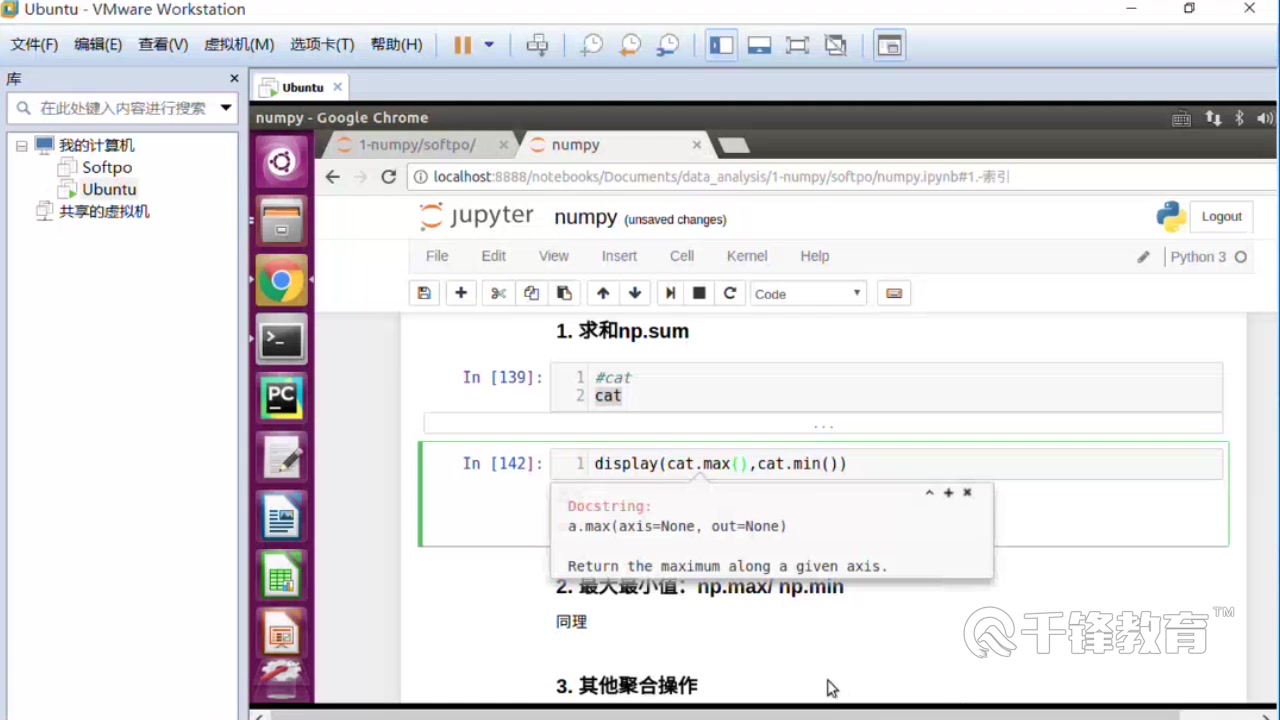 Ubuntu - VMware Workstation
文件(F) 编辑(E) 查看(V) 虚拟机(M) 选项卡(T) 帮助(H)
库
在此处键入内容进行搜索
我的计算机
Softpo
Ubuntu
共享的虚拟机
Ubuntu
numpy - Google Chrome
1-numpy/softpo/
numpy
localhost:8888/notebooks/Documents/data_analysis/1-numpy/softpo/numpy.ipynb#1.-索引
jupyter numpy (unsaved changes)
Logout
File Edit View Insert Cell Kernel Help
Python 3
Code
1. 求和np.sum
In [139]:
1 #cat
2 cat
...
In [142]:
1 display(cat.max(),cat.min())
Docstring:
a.max(axis=None, out=None)
Return the maximum along a given axis.
2. 最大最小值：np.max/ np.min
同理
3. 其他聚合操作
PC
千锋教育™